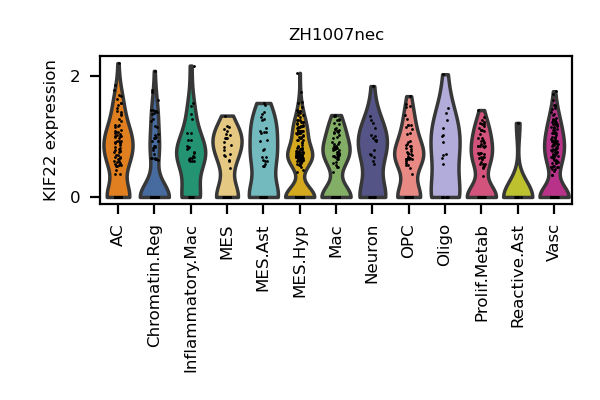 ZH1007nec
KIF22 expression
2
0
AC
Chromatin.Reg
Inflammatory.Mac
MES
MES.Ast
MES.Hyp
Mac
Neuron
OPC
Oligo
Prolif.Metab
Reactive.Ast
Vasc